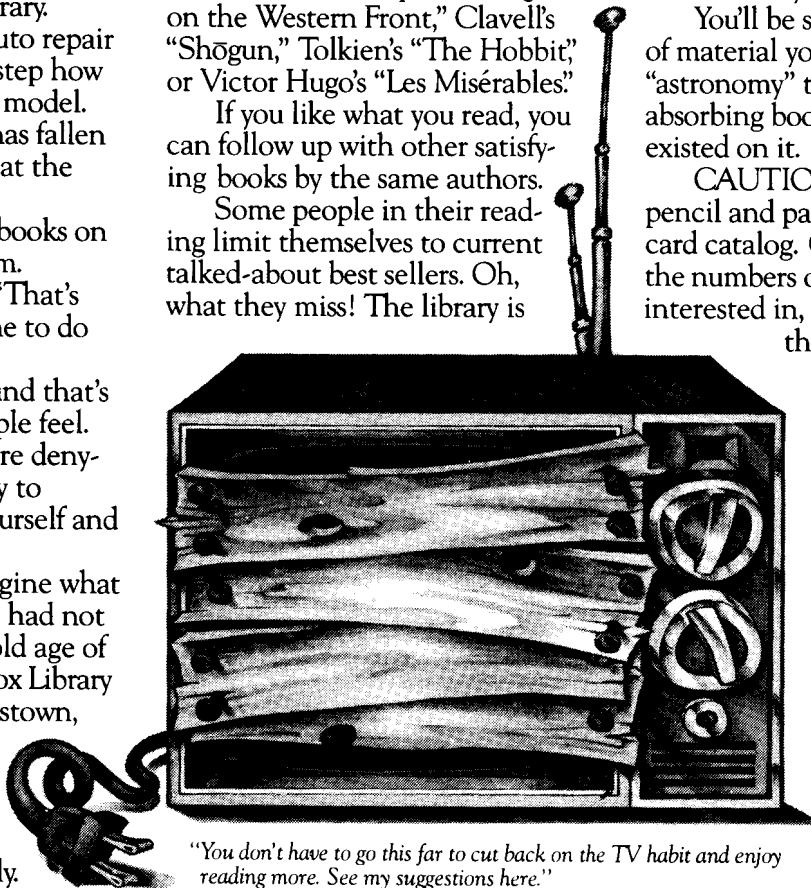 rary.
uto repair
step how
model.
has fallen
at the
books on
m.
“That’s
ne to do
and that’s
ple feel.
re deny-
y to
urself and
gine what
had not
old age of
ox Library
stown,
ly.
on the Western Front,” Clavell’s
“Shōgun,” Tolkien’s “The Hobbit,”
or Victor Hugo’s “Les Misérables.”
If you like what you read, you
can follow up with other satisfy-
ing books by the same authors.
Some people in their read-
ing limit themselves to current
talked-about best sellers. Oh,
what they miss! The library is
You’ll be s
of material yo
“astronomy” t
absorbing boo
existed on it.
CAUTIO
pencil and pa
card catalog. 
the numbers o
interested in,
th
“You don’t have to go this far to cut back on the TV habit and enjoy
reading more. See my suggestions here.”